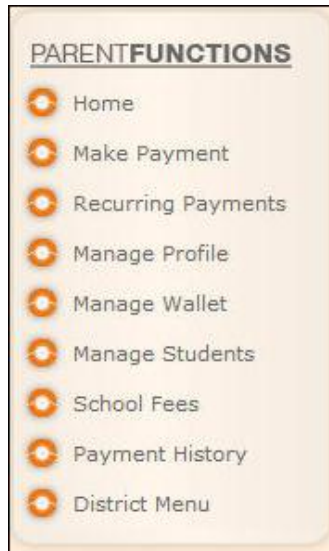 PARENTFUNCTIONS
Home
Make Payment
Recurring Payments
Manage Profile
Manage Wallet
Manage Students
School Fees
Payment History
District Menu